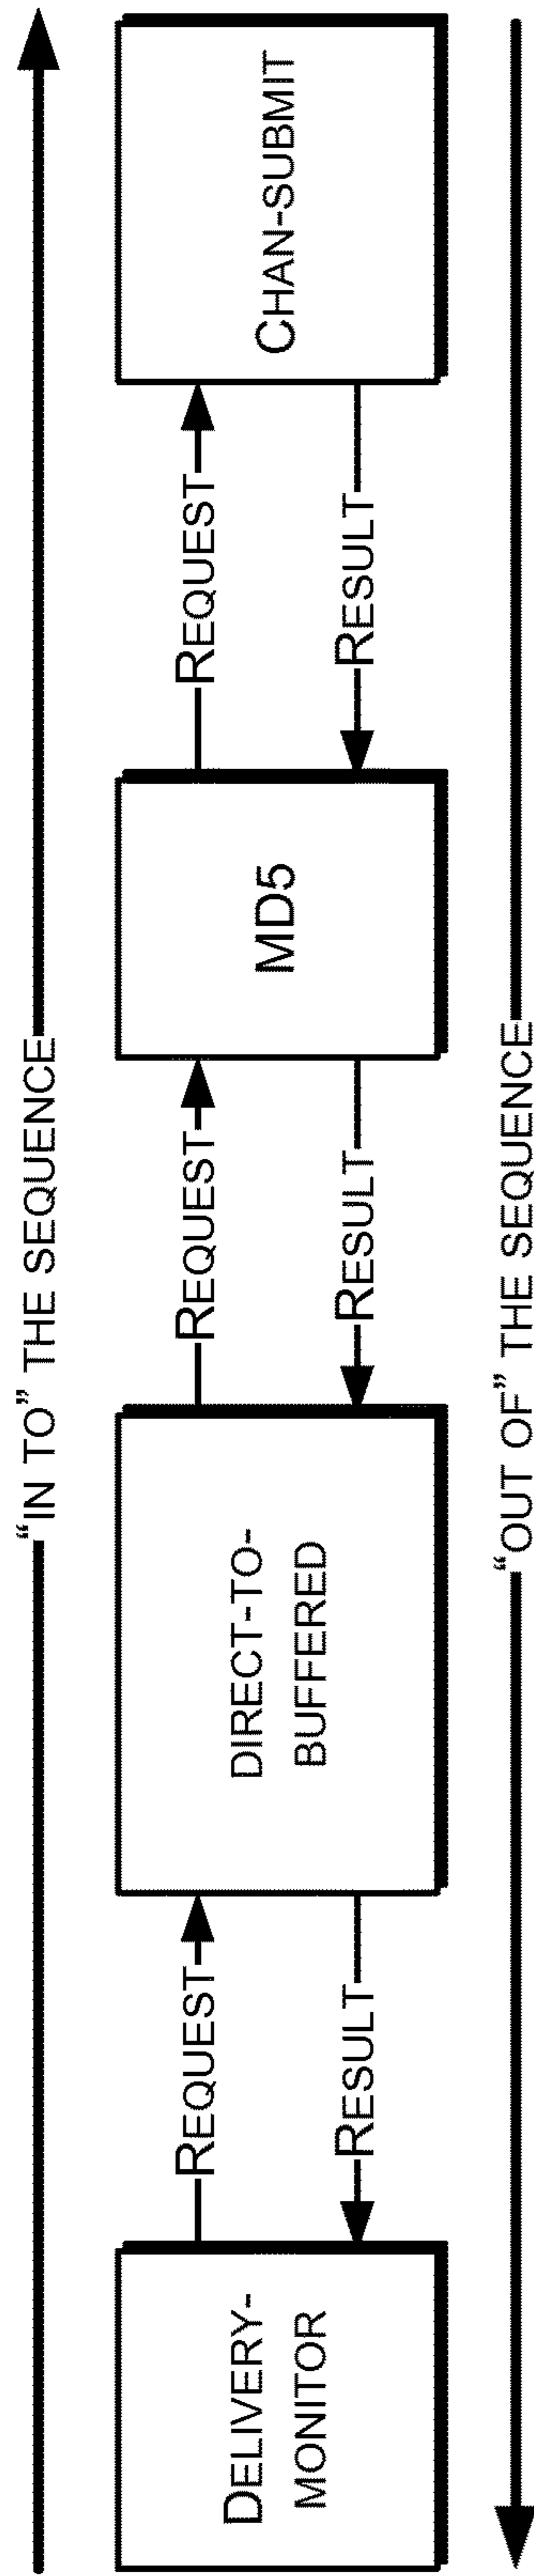 “IN TO” THE SEQUENCE
DELIVERY-
MONITOR
REQUEST
RESULT
DIRECT-TO-
BUFFERED
REQUEST
RESULT
MD5
REQUEST
RESULT
CHAN-SUBMIT
“OUT OF” THE SEQUENCE